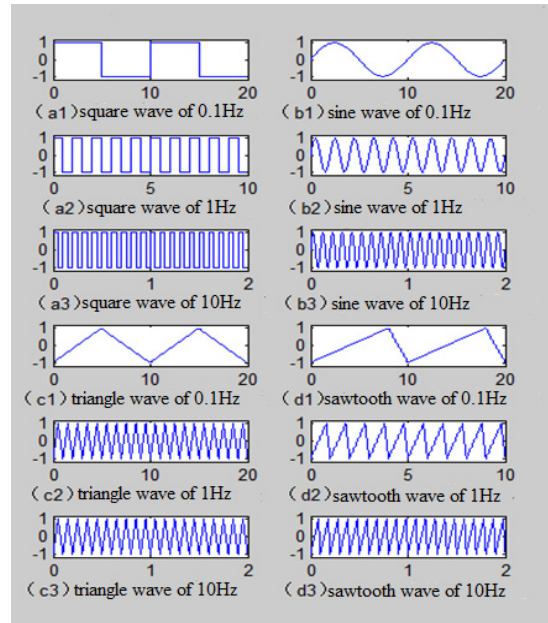 1
0
-1
0 10 20
(a1)square wave of 0.1Hz
1
0
-1
0 10 20
(b1)sine wave of 0.1Hz
1
0
-1
0 5 10
(a2)square wave of 1Hz
1
0
-1
0 5 10
(b2)sine wave of 1Hz
1
0
-1
0 1 2
(a3)square wave of 10Hz
1
0
-1
0 1 2
(b3)sine wave of 10Hz
1
0
-1
0 10 20
(c1)triangle wave of 0.1Hz
1
0
-1
0 10 20
(d1)sawtooth wave of 0.1Hz
1
0
-1
0 10 20
(c2)triangle wave of 1Hz
1
0
-1
0 5 10
(d2)sawtooth wave of 1Hz
1
0
-1
0 1 2
(c3)triangle wave of 10Hz
1
0
-1
0 1 2
(d3)sawtooth wave of 10Hz